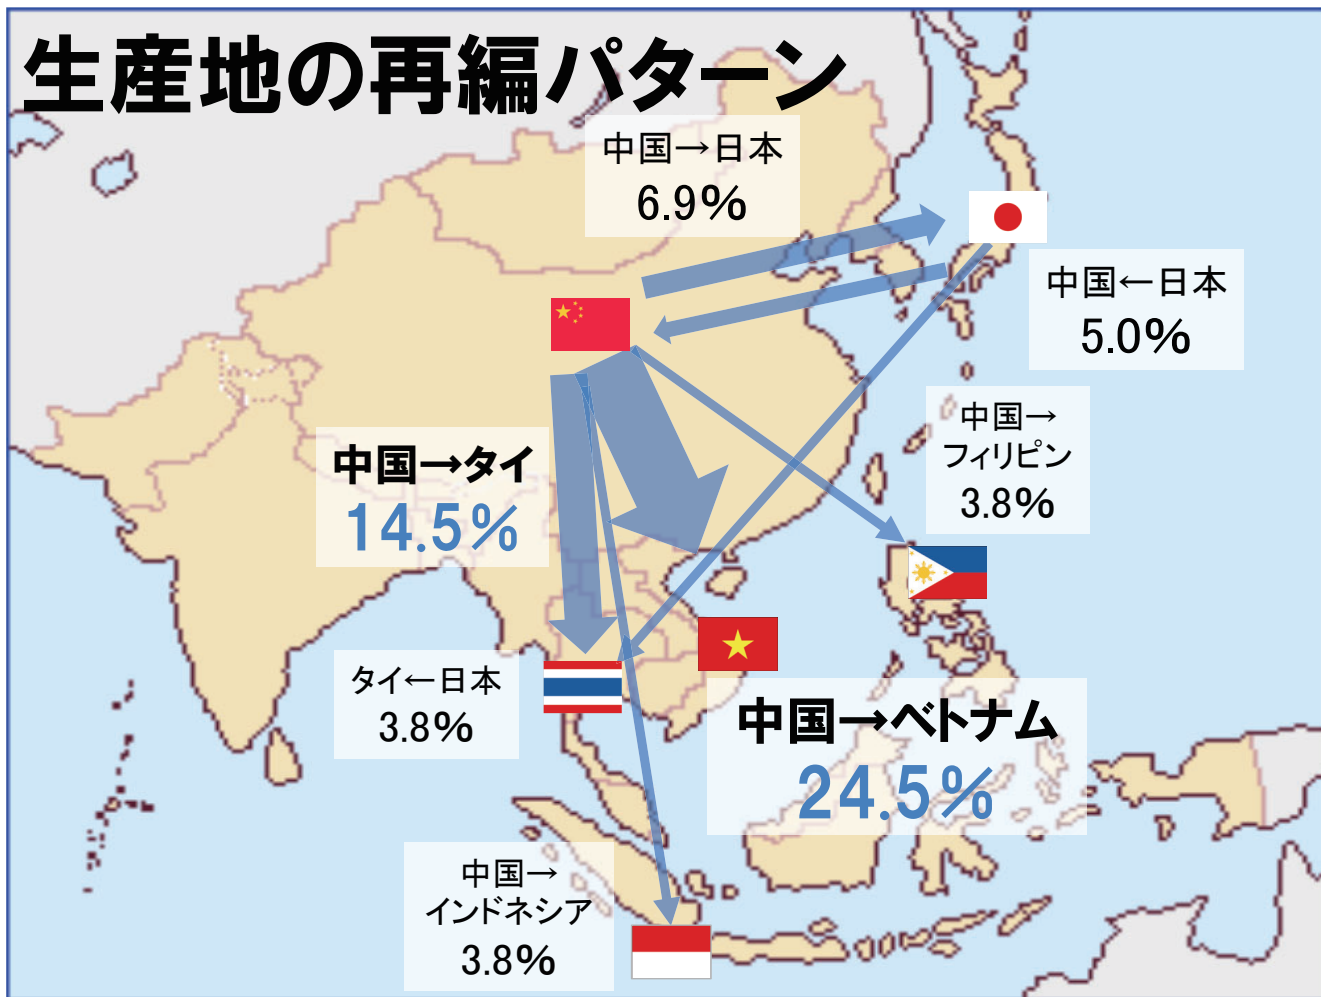 生産地の再編パターン
中国→日本
6.9%
中国←日本
5.0%
中国→
フィリピン
3.8%
中国→タイ
14.5%
タイ←日本
3.8%
中国→ベトナム
24.5%
中国→
インドネシア
3.8%